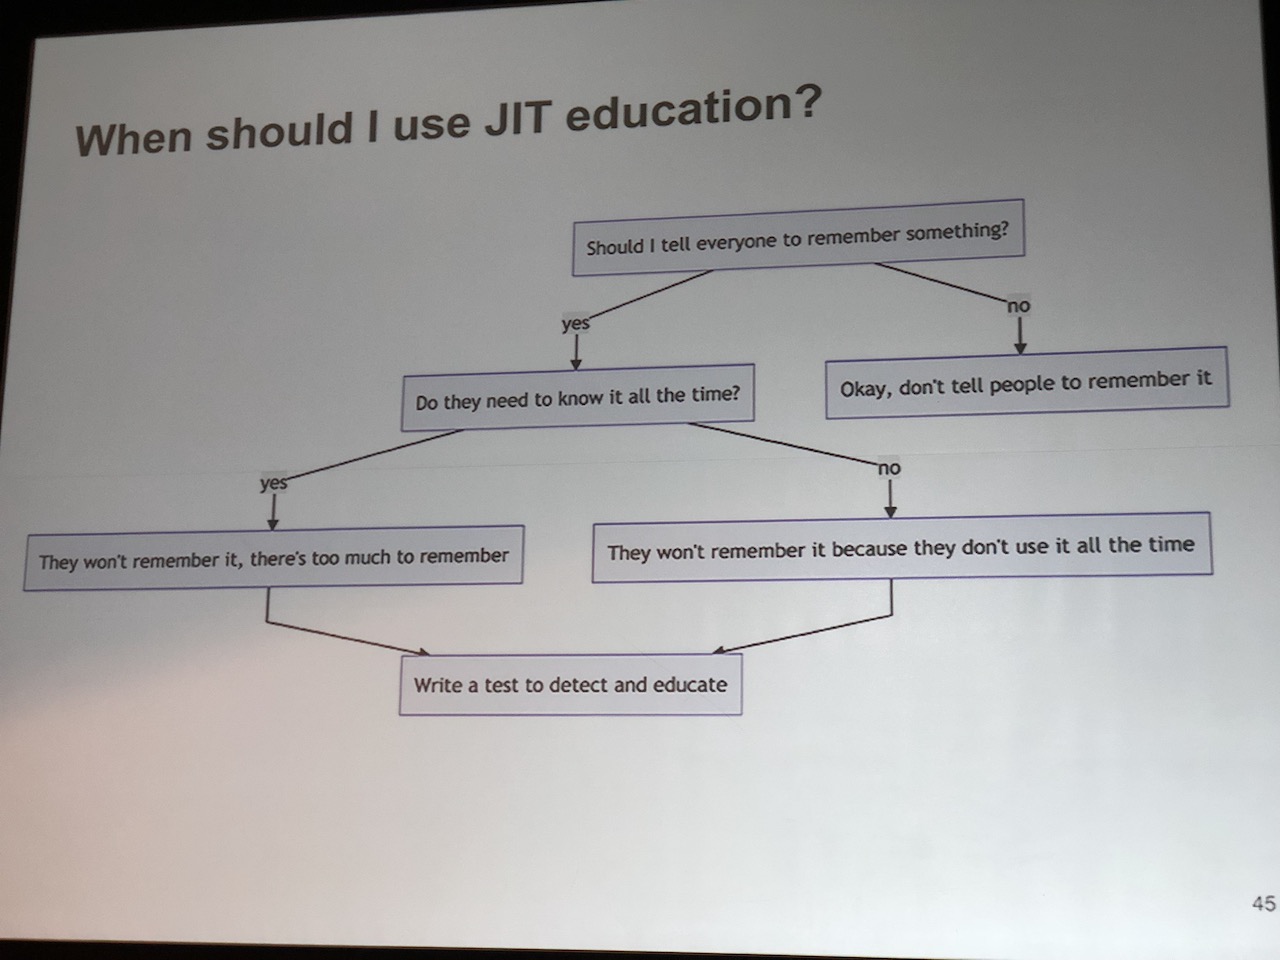 When should I use JIT education?
Should I tell everyone to remember something?
yes
no
Do they need to know it all the time?
Okay, don't tell people to remember it
yes
no
They won't remember it, there's too much to remember
They won't remember it because they don't use it all the time
Write a test to detect and educate
45